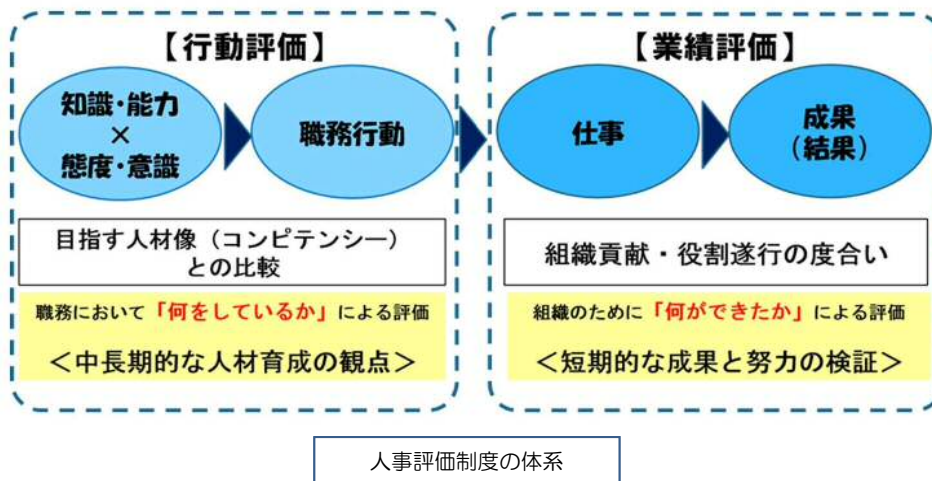 【行動評価】
知識・能力
×
態度・意識
職務行動
目指す人材像（コンピテンシー）
との比較
職務において「何をしているか」による評価
＜中長期的な人材育成の観点＞
【業績評価】
仕事
成果
（結果）
組織貢献・役割遂行の度合い
組織のために「何ができたか」による評価
＜短期的な成果と努力の検証＞
人事評価制度の体系